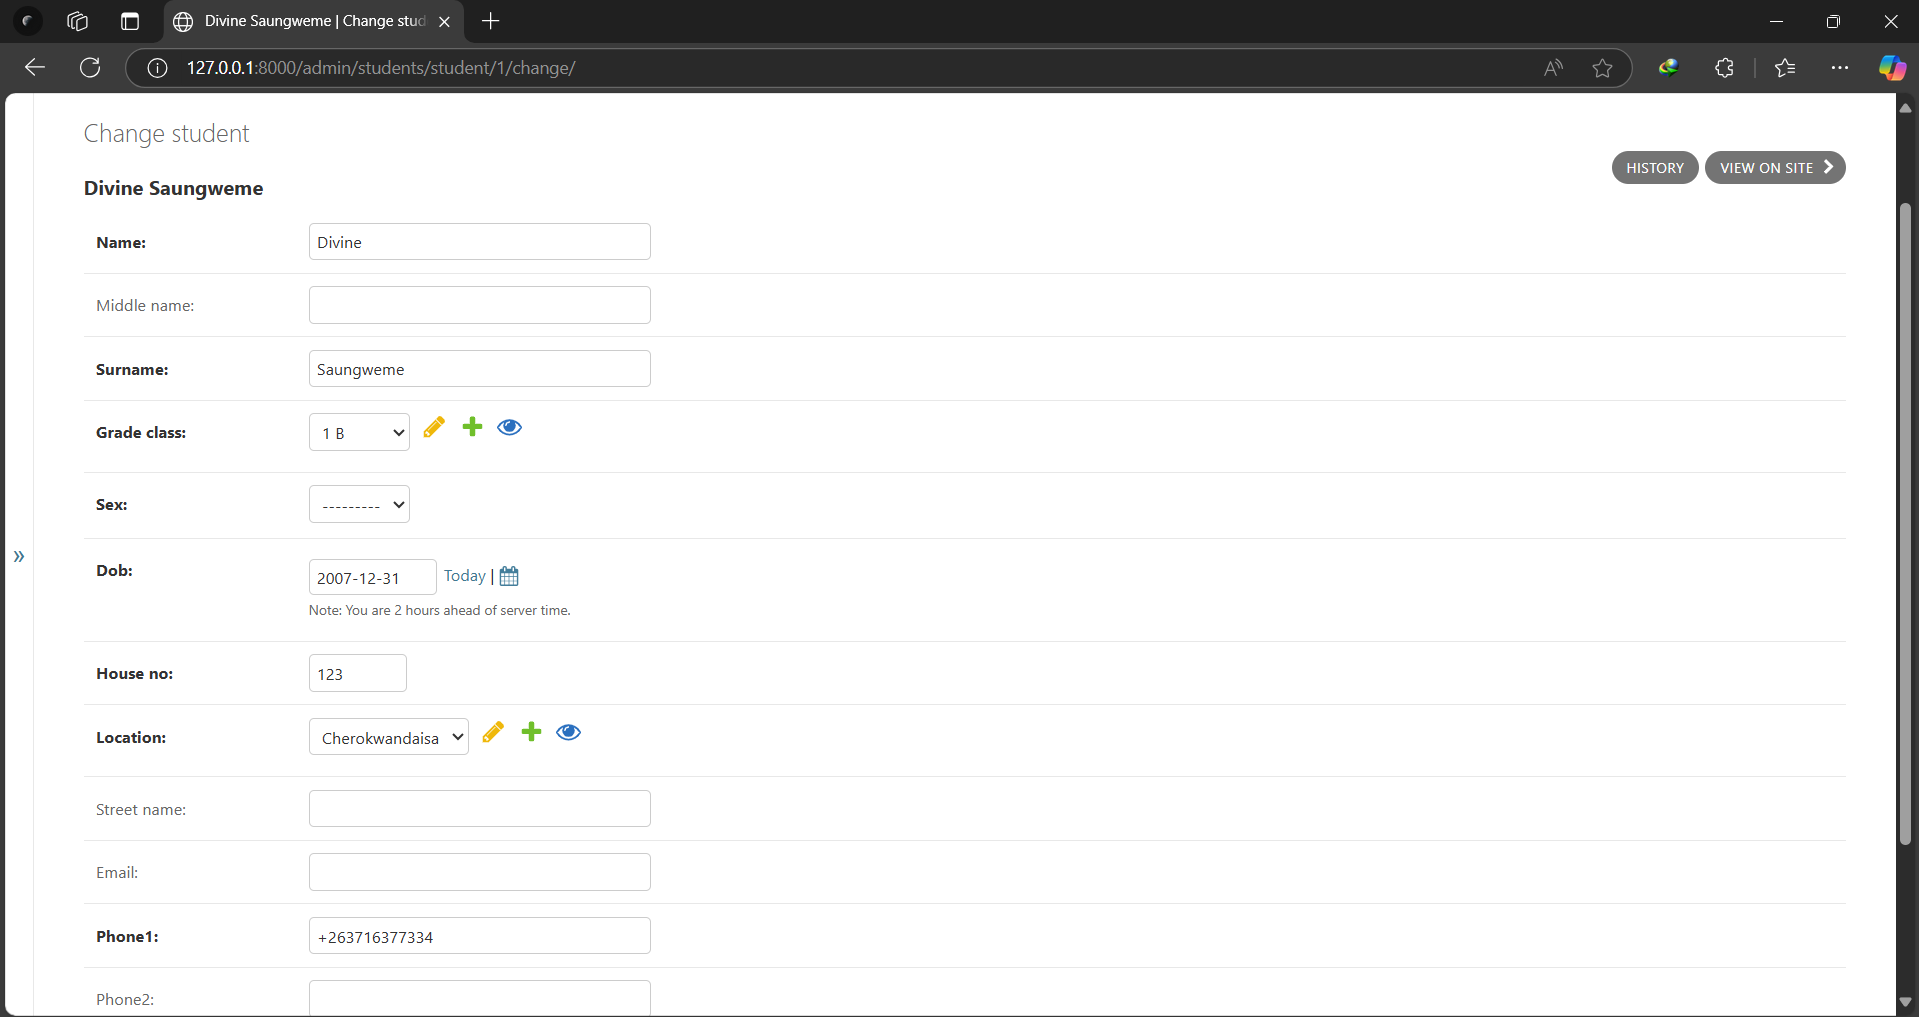 Divine Saungweme | Change stud
127.0.0.1:8000/admin/students/student/1/change/
Change student
HISTORY
VIEW ON SITE
Divine Saungweme
Name: Divine
Middle name:
Surname: Saungweme
Grade class: 1 B
Sex: ---------
Dob: 2007-12-31 Today |
Note: You are 2 hours ahead of server time.
House no: 123
Location: Cherokwandaisa
Street name:
Email:
Phone1: +263716377334
Phone2: